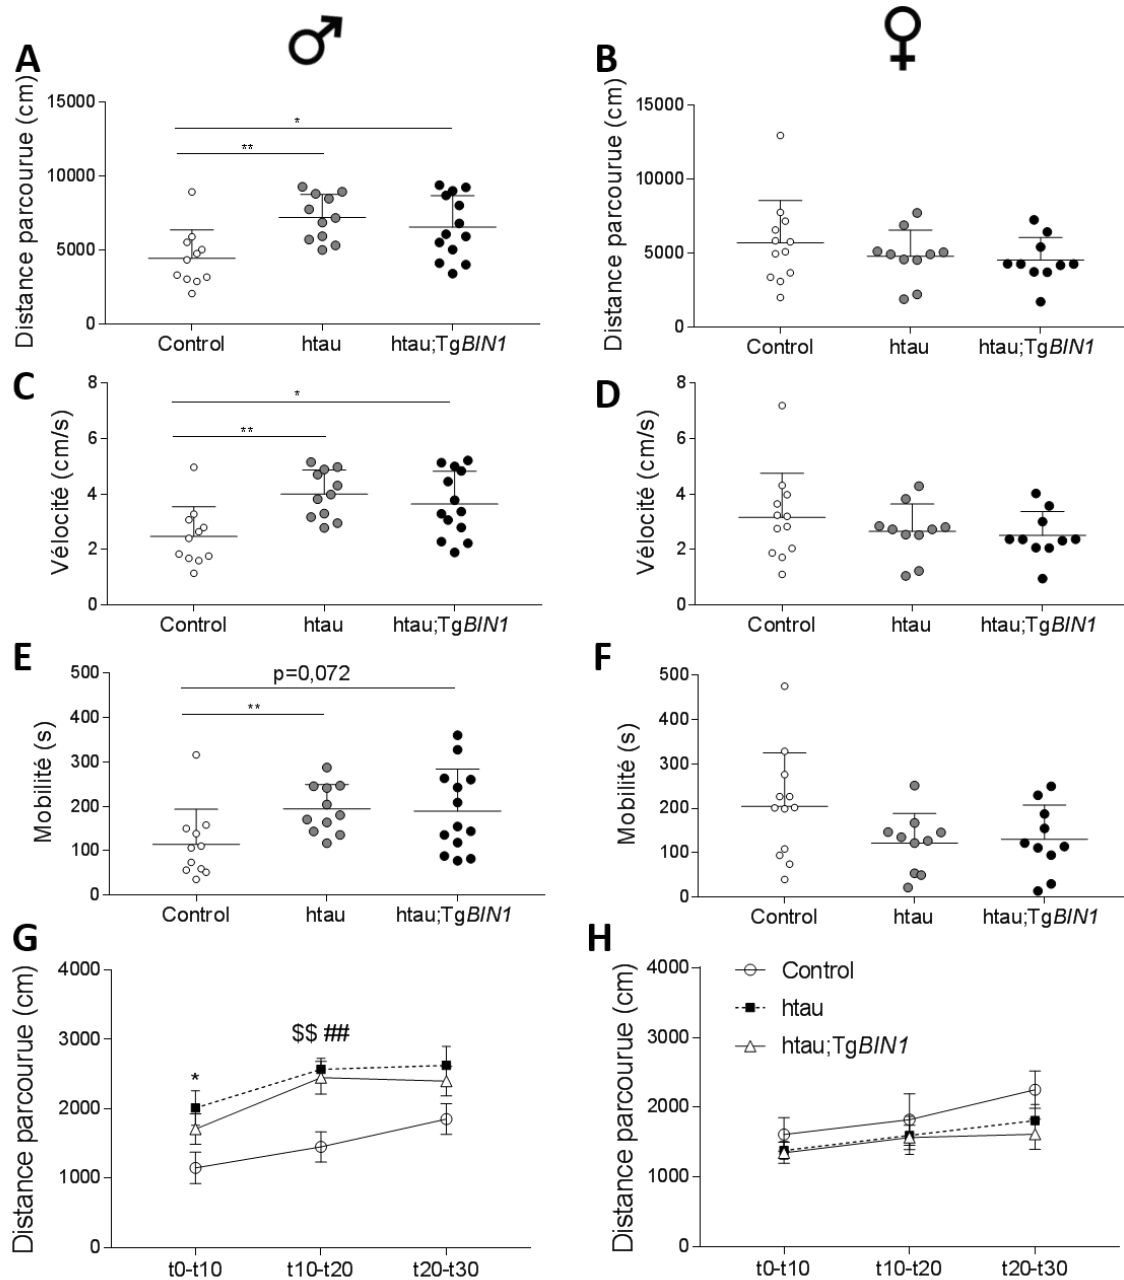 A
Distance parcourue (cm)
15000
10000
5000
0
*
**
Control
htau
htau;TgBIN1
B
Distance parcourue (cm)
15000
10000
5000
0
Control
htau
htau;TgBIN1
C
Vélocité (cm/s)
8
6
4
2
0
*
**
Control
htau
htau;TgBIN1
D
Vélocité (cm/s)
8
6
4
2
0
Control
htau
htau;TgBIN1
E
Mobilité (s)
500
400
300
200
100
0
p=0,072
**
Control
htau
htau;TgBIN1
F
Mobilité (s)
500
400
300
200
100
0
Control
htau
htau;TgBIN1
G
Distance parcourue (cm)
4000
3000
2000
1000
0
*
$$ ##
t0-t10
t10-t20
t20-t30
H
Distance parcourue (cm)
4000
3000
2000
1000
0
Control
htau
htau;TgBIN1
t0-t10
t10-t20
t20-t30